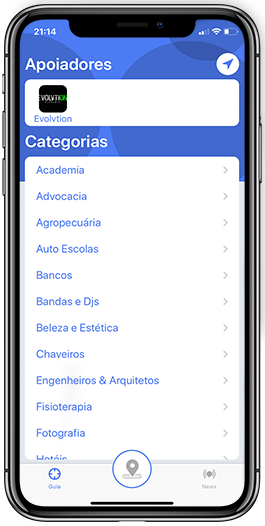 21:14
Apoiadores
EVOLVTION
Evolvtion
Categorias
Academia
Advocacia
Agropecuária
Auto Escolas
Bancos
Bandas e Djs
Beleza e Estética
Chaveiros
Engenheiros & Arquitetos
Fisioterapia
Fotografia
Hotéis
Guia
News